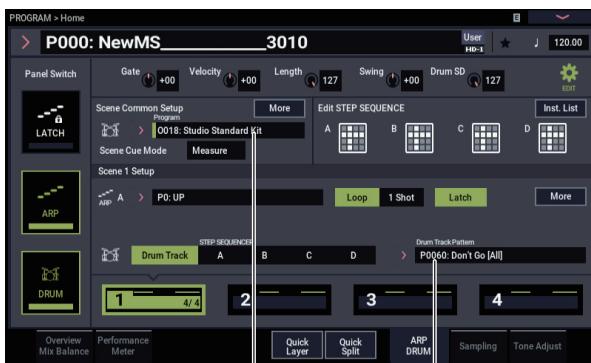 PROGRAM > Home
E
P000: NewMS________3010
User
HD-1
♩ 120.00
Panel Switch
Gate +00 Velocity +00 Length 127 Swing +00 Drum SD 127
EDIT
LATCH
Scene Common Setup More
Program
0018: Studio Standard Kit
Scene Cue Mode Measure
Edit STEP SEQUENCE Inst. List
A B C D
Scene 1 Setup
ARP
ARP A > P0: UP Loop 1 Shot Latch More
STEP SEQUENCER
Drum Track A B C D
Drum Track Pattern
> P0060: Don't Go [All]
DRUM
1 4/4 2 3 4
Overview Mix Balance
Performance Meter
Quick Layer
Quick Split
ARP DRUM
Sampling
Tone Adjust